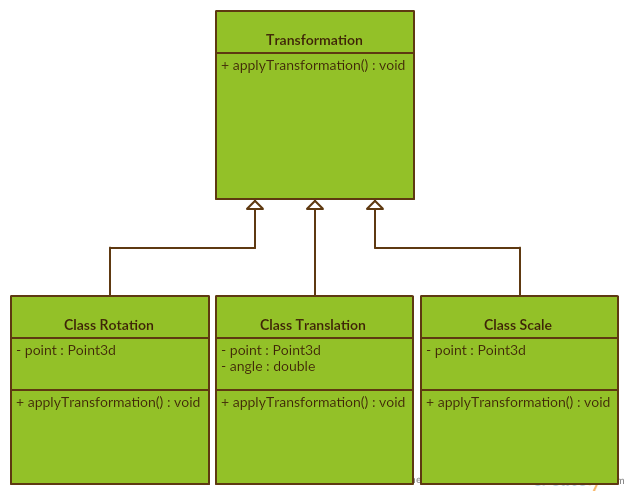 Transformation
+ applyTransformation() : void
Class Rotation
- point : Point3d
+ applyTransformation() : void
Class Translation
- point : Point3d
- angle : double
+ applyTransformation() : void
Class Scale
- point : Point3d
+ applyTransformation() : void